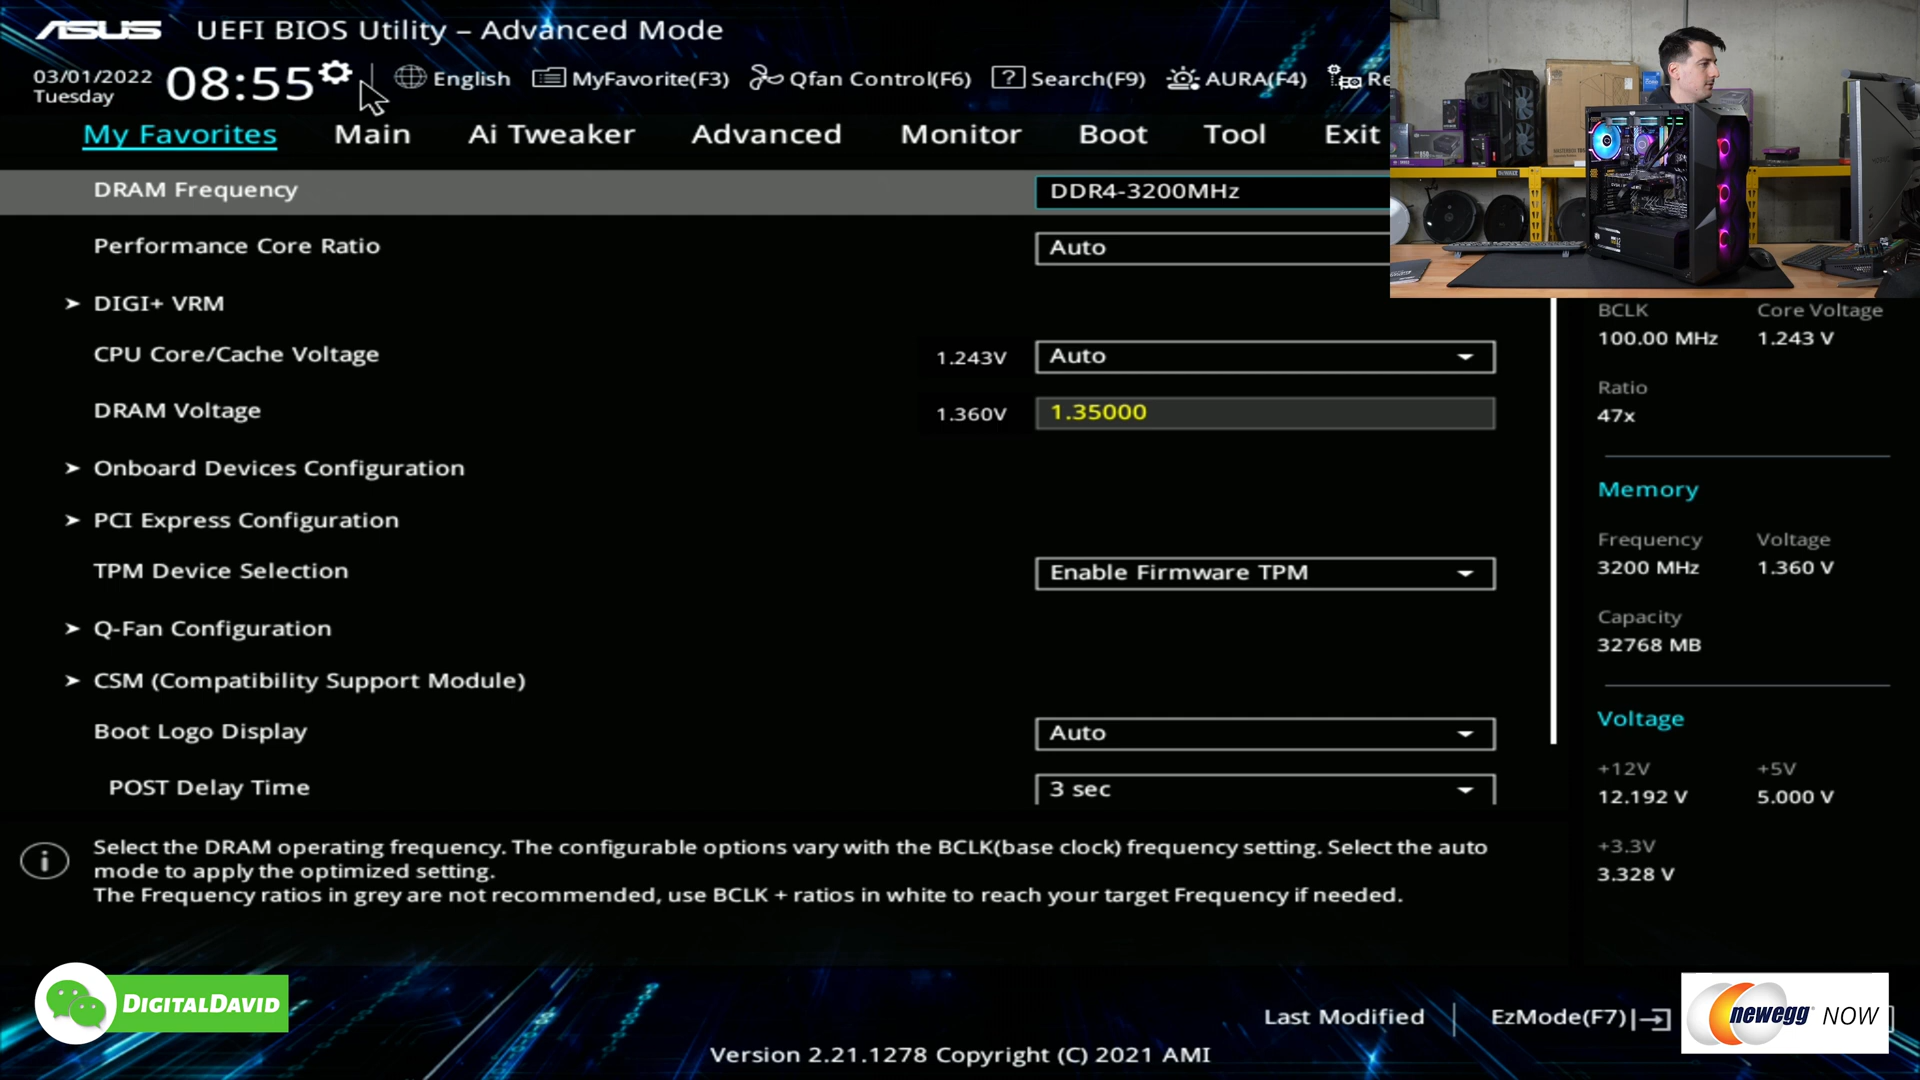 ASUS UEFI BIOS Utility – Advanced Mode
03/01/2022
Tuesday
08:55
English
MyFavorite(F3)
Qfan Control(F6)
? Search(F9)
AURA(F4)
My Favorites Main Ai Tweaker Advanced Monitor Boot Tool Exit
DRAM Frequency DDR4-3200MHz
Performance Core Ratio Auto
DIGI+ VRM
CPU Core/Cache Voltage 1.243V Auto
DRAM Voltage 1.360V 1.35000
Onboard Devices Configuration
PCI Express Configuration
TPM Device Selection Enable Firmware TPM
Q-Fan Configuration
CSM (Compatibility Support Module)
Boot Logo Display Auto
POST Delay Time 3 sec
BCLK Core Voltage
100.00 MHz 1.243 V
Ratio
47x
Memory
Frequency Voltage
3200 MHz 1.360 V
Capacity
32768 MB
Voltage
+12V +5V
12.192 V 5.000 V
+3.3V
3.328 V
Select the DRAM operating frequency. The configurable options vary with the BCLK(base clock) frequency setting. Select the auto
mode to apply the optimized setting.
The Frequency ratios in grey are not recommended, use BCLK + ratios in white to reach your target Frequency if needed.
DIGITALDAVID
Last Modified
EzMode(F7)
newegg NOW
Version 2.21.1278 Copyright (C) 2021 AMI